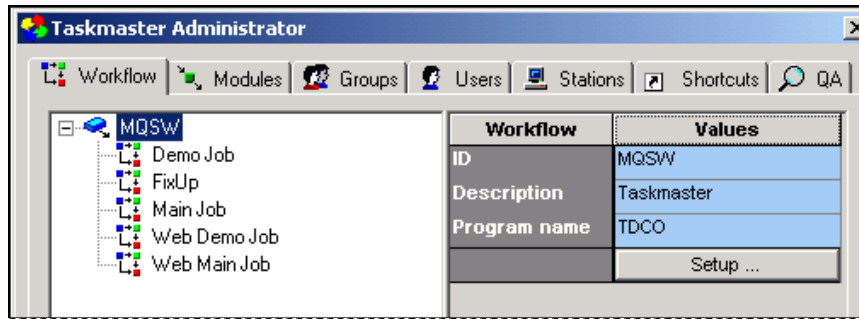 Taskmaster Administrator
Workflow Modules Groups Users Stations Shortcuts QA
MQSW
Demo Job
FixUp
Main Job
Web Demo Job
Web Main Job
Workflow Values
ID MQSW
Description Taskmaster
Program name TDCO
Setup ...